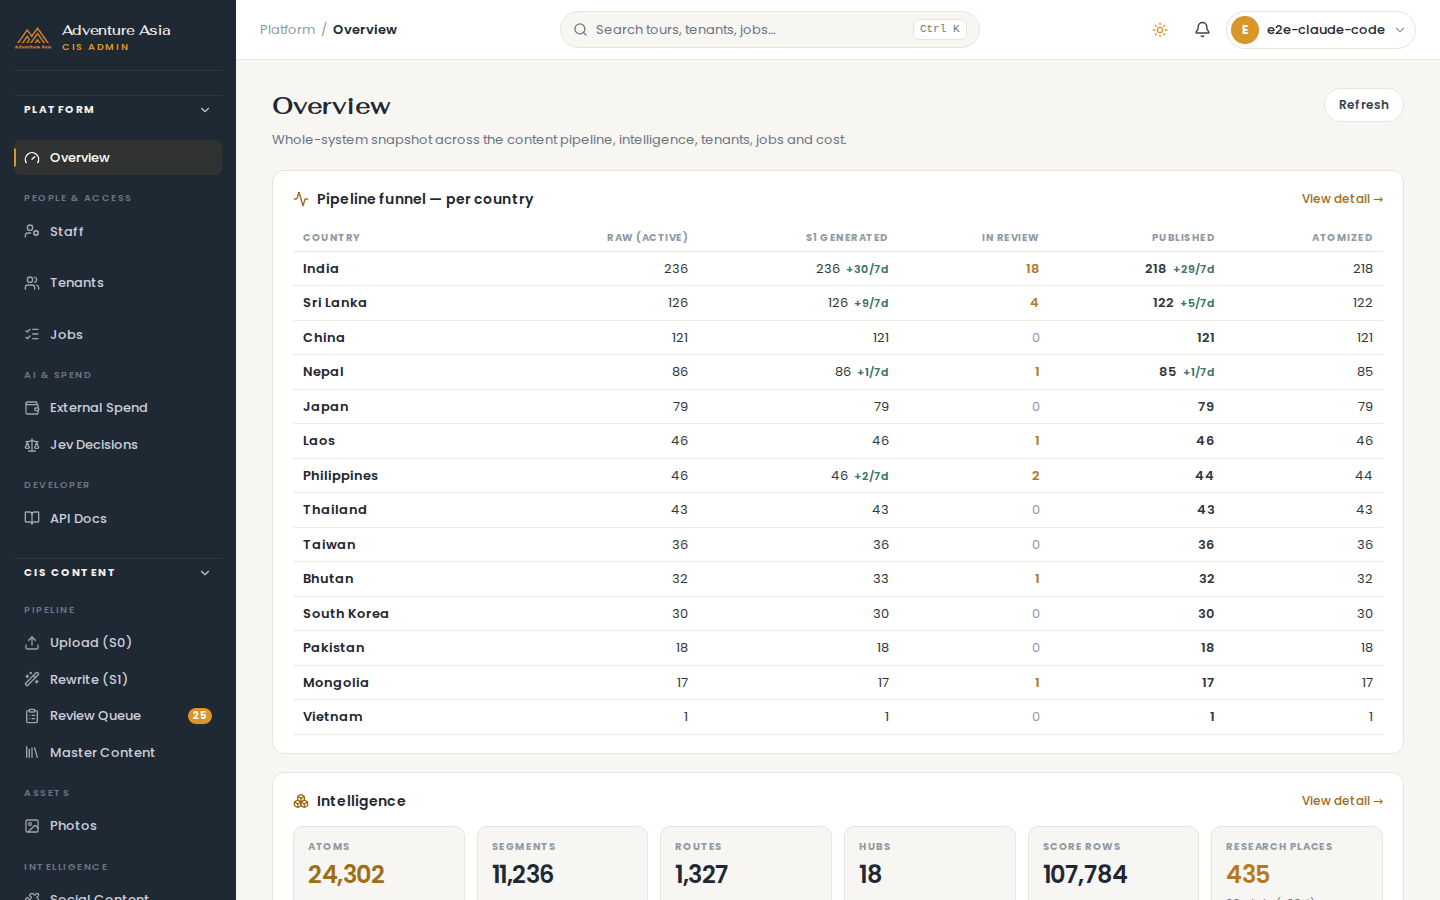 Adventure Asia
CIS ADMIN
Adventure Asia
PLATFORM
Overview
PEOPLE & ACCESS
Staff
Tenants
Jobs
AI & SPEND
External Spend
Jev Decisions
DEVELOPER
API Docs
CIS CONTENT
PIPELINE
Upload (S0)
Rewrite (S1)
Review Queue 25
Master Content
ASSETS
Photos
INTELLIGENCE
Social Content
Platform / Overview
Search tours, tenants, jobs...
Ctrl K
E e2e-claude-code
Overview
Refresh
Whole-system snapshot across the content pipeline, intelligence, tenants, jobs and cost.
Pipeline funnel — per country
View detail →
COUNTRY RAW (ACTIVE) S1 GENERATED IN REVIEW PUBLISHED ATOMIZED
India 236 236 +30/7d 18 218 +29/7d 218
Sri Lanka 126 126 +9/7d 4 122 +5/7d 122
China 121 121 0 121 121
Nepal 86 86 +1/7d 1 85 +1/7d 85
Japan 79 79 0 79 79
Laos 46 46 1 46 46
Philippines 46 46 +2/7d 2 44 44
Thailand 43 43 0 43 43
Taiwan 36 36 0 36 36
Bhutan 32 33 1 32 32
South Korea 30 30 0 30 30
Pakistan 18 18 0 18 18
Mongolia 17 17 1 17 17
Vietnam 1 1 0 1 1
Intelligence
View detail →
ATOMS SEGMENTS ROUTES HUBS SCORE ROWS RESEARCH PLACES
24,302 11,236 1,327 18 107,784 435